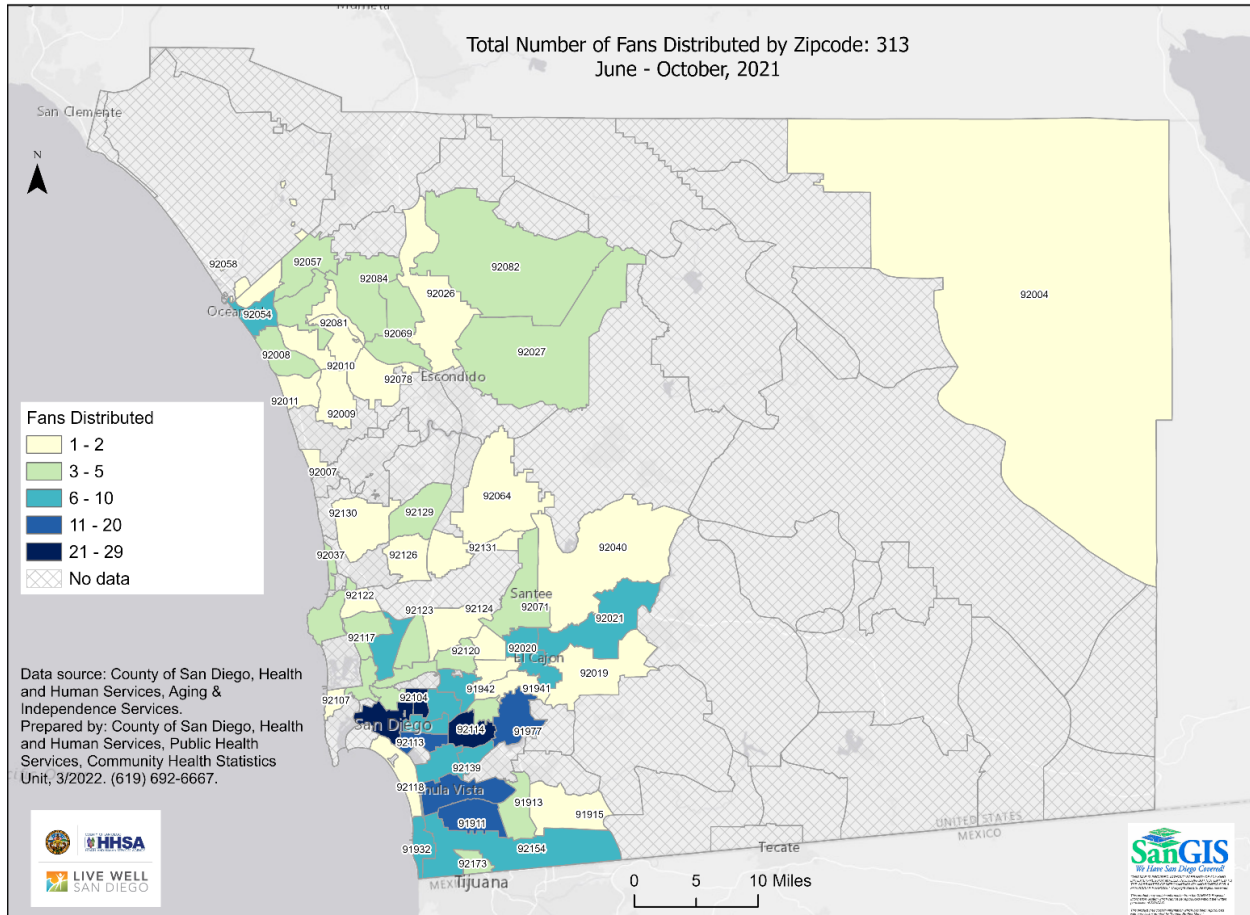 Murrieta
Total Number of Fans Distributed by Zipcode: 313
June - October, 2021
San Clemente
N
92058
92057
92084
92082
92026
92004
Oceanside
92054
92081
92069
92008
92027
92010
92078
Escondido
92011
92009
Fans Distributed
1 - 2
3 - 5
6 - 10
11 - 20
21 - 29
No data
92007
92064
92130
92129
92037
92126
92131
92040
92122
92123
92124
Santee
92071
92021
92117
92120
92020
El Cajon
92019
Data source: County of San Diego, Health
and Human Services, Aging &
Independence Services.
Prepared by: County of San Diego, Health
and Human Services, Public Health
Services, Community Health Statistics
Unit, 3/2022. (619) 692-6667.
92107
92104
91942
91941
San Diego
92113
92114
91977
92139
92118
Chula Vista
91913
91915
91911
91932
92154
92173
UNITED STATES
MEXICO
Tecate
Tijuana
0 5 10 Miles
HHSA
LIVE WELL
SAN DIEGO
SanGIS
We Have San Diego Covered!